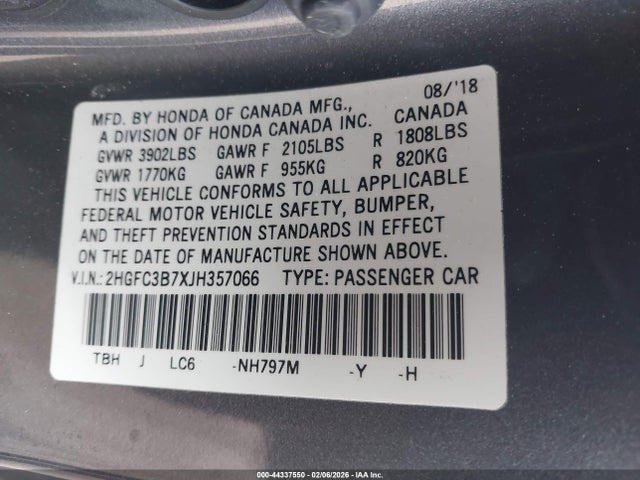 08/'18
MFD. BY HONDA OF CANADA MFG., CANADA
A DIVISION OF HONDA CANADA INC.
GVWR 3902LBS GAWR F 2105LBS R 1808LBS
GVWR 1770KG GAWR F 955KG R 820KG
THIS VEHICLE CONFORMS TO ALL APPLICABLE
FEDERAL MOTOR VEHICLE SAFETY, BUMPER,
AND THEFT PREVENTION STANDARDS IN EFFECT
ON THE DATE OF MANUFACTURE SHOWN ABOVE.
V.I.N.: 2HGFC3B7XJH357066 TYPE: PASSENGER CAR
TBH J LC6 -NH797M -Y -H
000-44337550 | 02/06/2026 - IAA Inc.